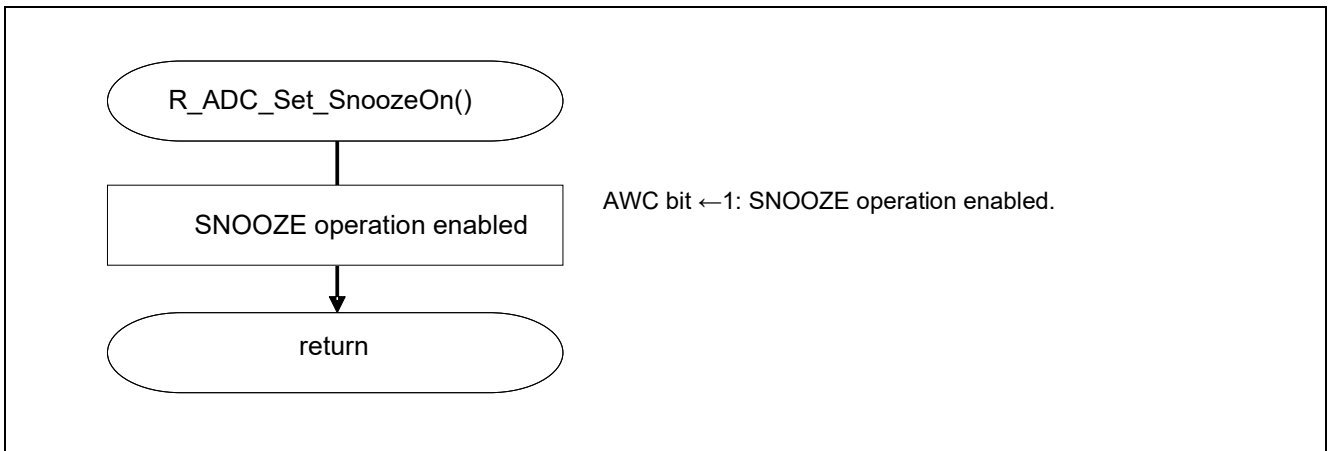 R_ADC_Set_SnoozeOn()
AWC bit ←1: SNOOZE operation enabled.
SNOOZE operation enabled
return